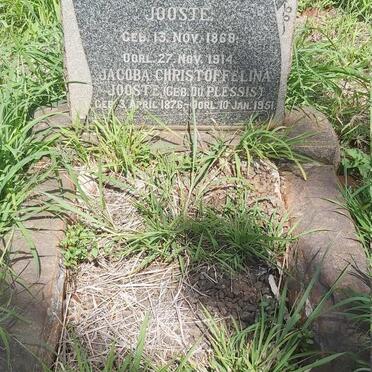 JOOSTE.
GEB. 13. NOV. 1868.
OORL. 27. NOV. 1914.
JACOBA CHRISTOFFELINA
JOOSTE, (GEB. DU PLESSIS)
GEB. 3. APRIL 1876 - OORL. 10 JAN. 1951.